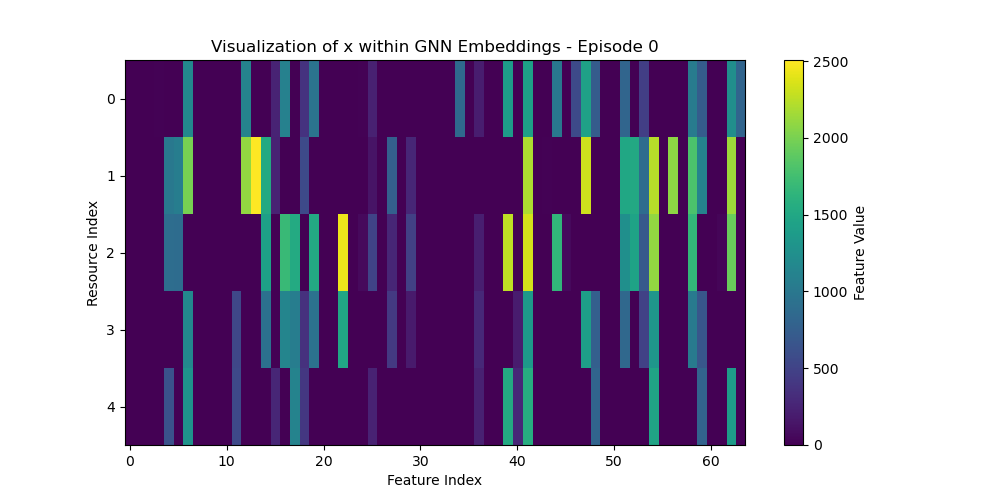 Visualization of x within GNN Embeddings - Episode 0
Resource Index
0
1
2
3
4
0 10 20 30 40 50 60
Feature Index
2500
2000
1500
1000
500
0
Feature Value